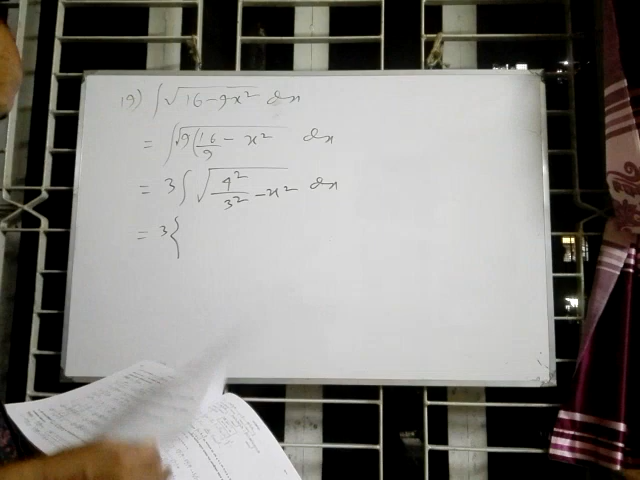 19) ∫ √16-9x² dx
= ∫ √9(16/9 - x² dx
= 3 ∫ √4²/3² - x² dx
= 3{